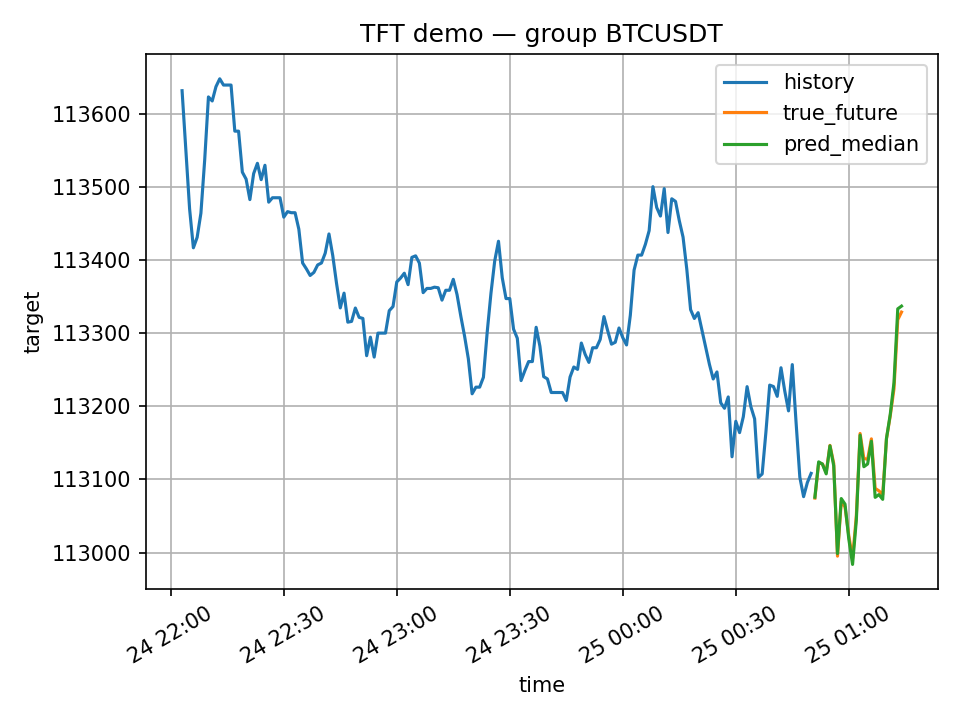 TFT demo — group BTCUSDT
history
true_future
pred_median
113600
113500
113400
113300
113200
113100
113000
target
24 22:00
24 22:30
24 23:00
24 23:30
25 00:00
25 00:30
25 01:00
time